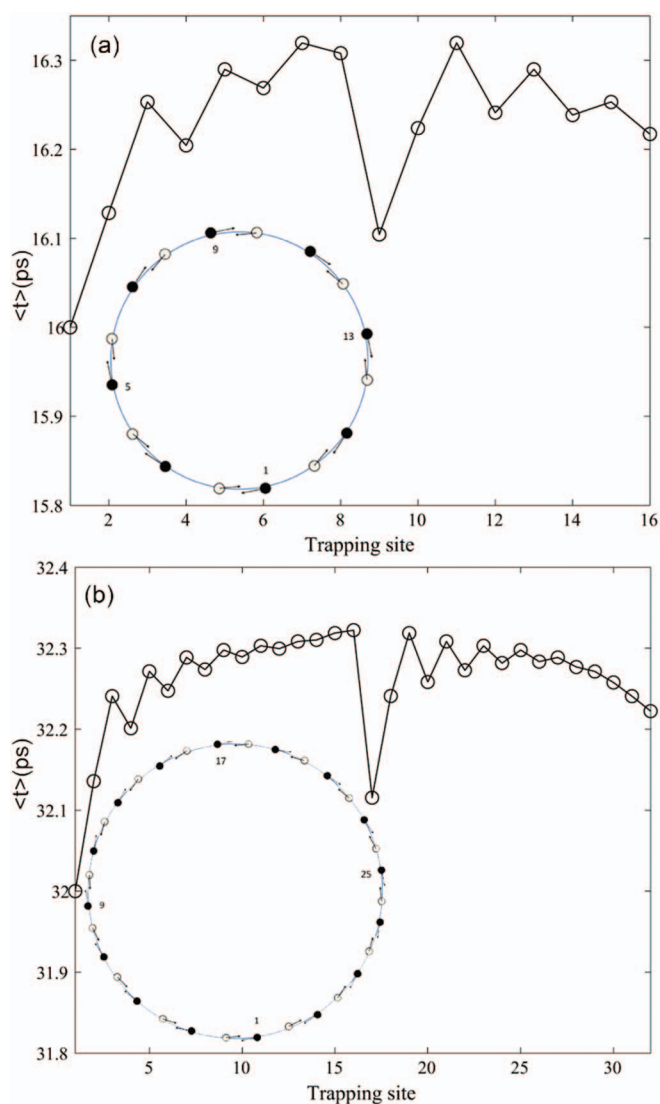 (a)
16.3
16.2
16.1
16
15.9
15.8
<t>(ps)
9
13
5
1
2 4 6 8 10 12 14 16
Trapping site
(b)
32.4
32.3
32.2
32.1
32
31.9
31.8
<t>(ps)
17
25
9
1
5 10 15 20 25 30
Trapping site